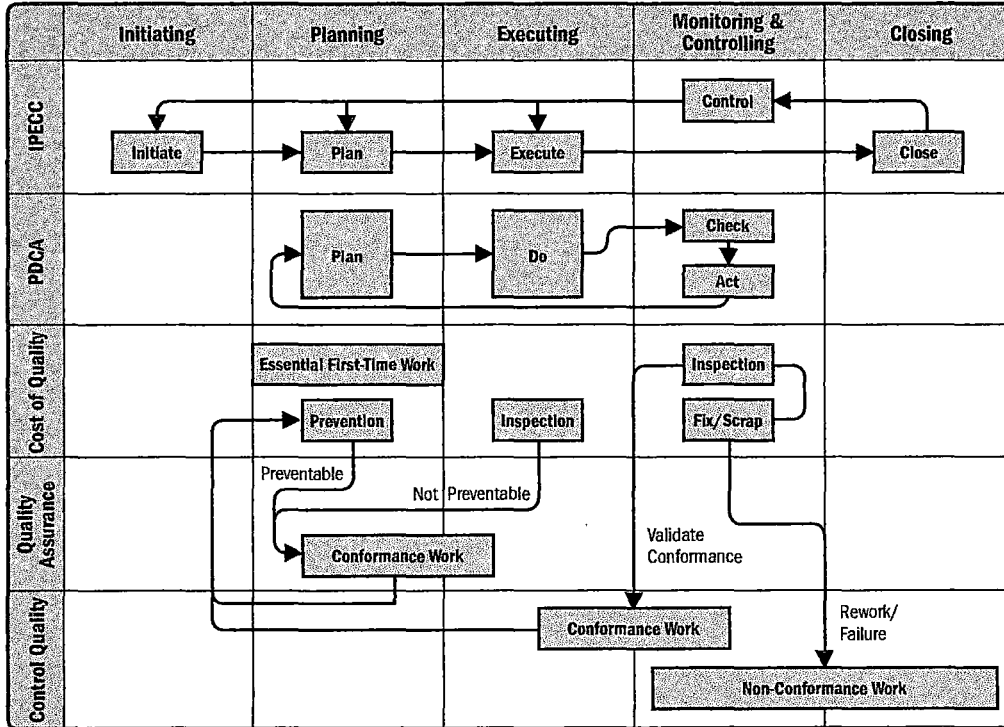 Initiating
Planning
Executing
Monitoring &
Controlling
Closing
IPECC
Control
Initiate
Plan
Execute
Close
PDCA
Plan
Do
Check
Act
Cost of Quality
Essential First-Time Work
Inspection
Prevention
Inspection
Fix/Scrap
Quality
Assurance
Preventable
Not Preventable
Conformance Work
Validate
Conformance
Control Quality
Conformance Work
Rework/
Failure
Non-Conformance Work